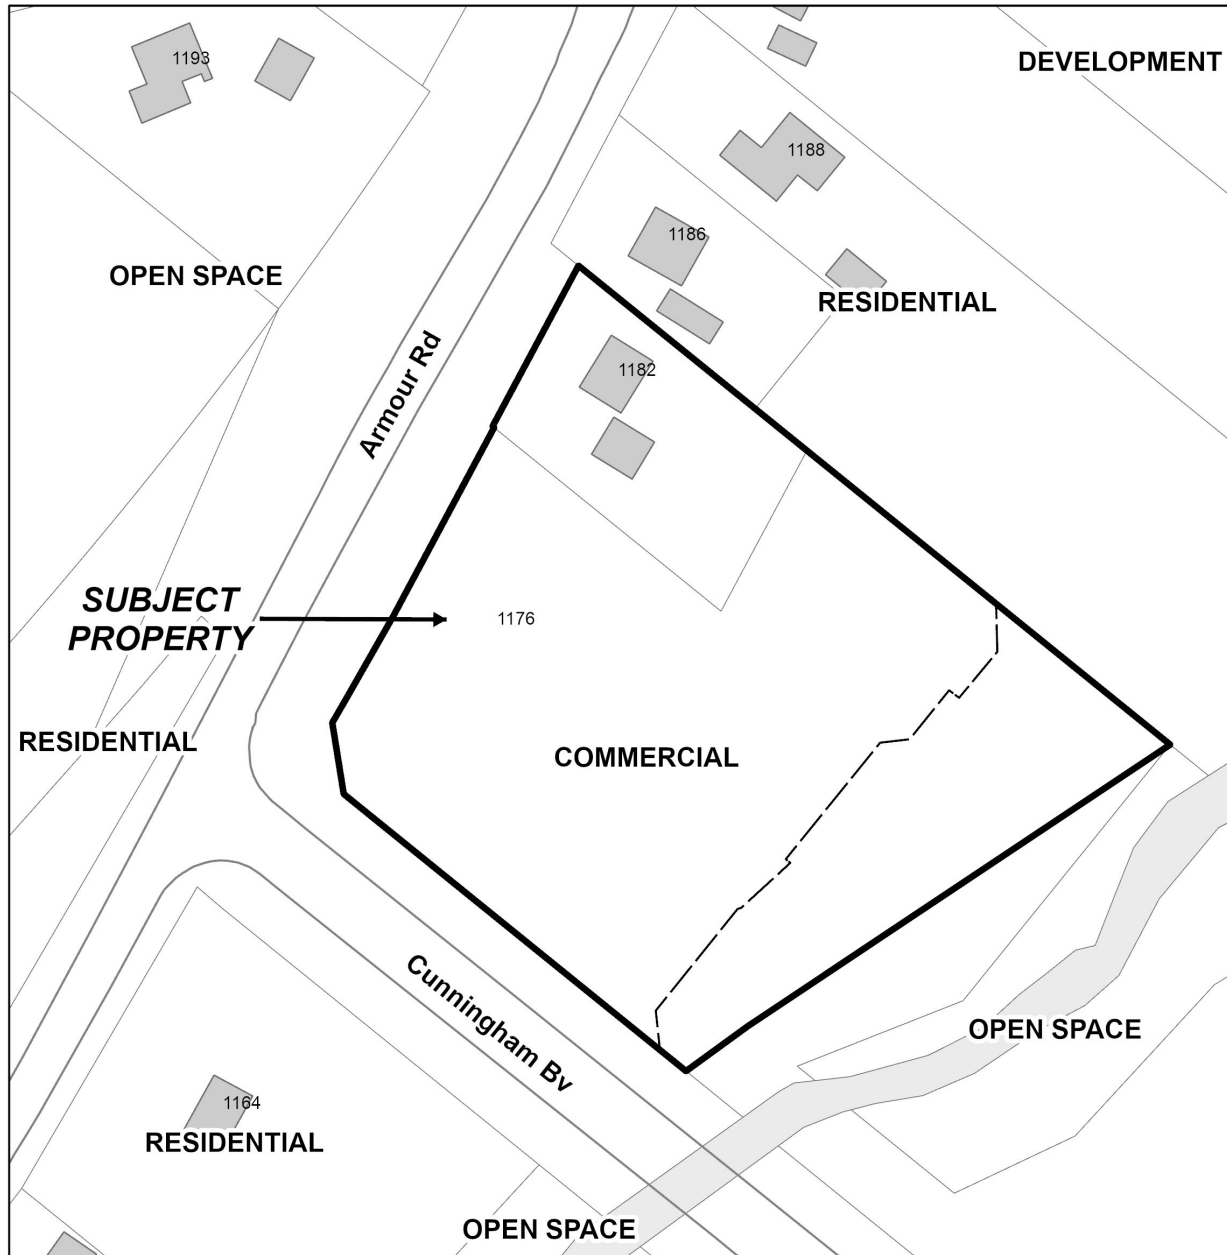 1193
DEVELOPMENT
1188
1186
OPEN SPACE
RESIDENTIAL
1182
Armour Rd
SUBJECT
PROPERTY
1176
RESIDENTIAL
COMMERCIAL
Cunningham Bv
OPEN SPACE
1164
RESIDENTIAL
OPEN SPACE